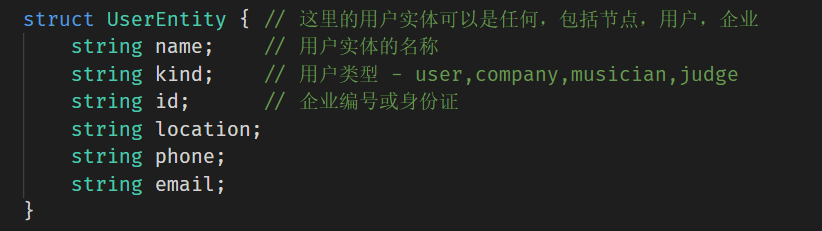 struct UserEntity { // 这里的用户实体可以是任何，包括节点，用户，企业
string name; // 用户实体的名称
string kind; // 用户类型 - user,company,musician,judge
string id; // 企业编号或身份证
string location;
string phone;
string email;
}